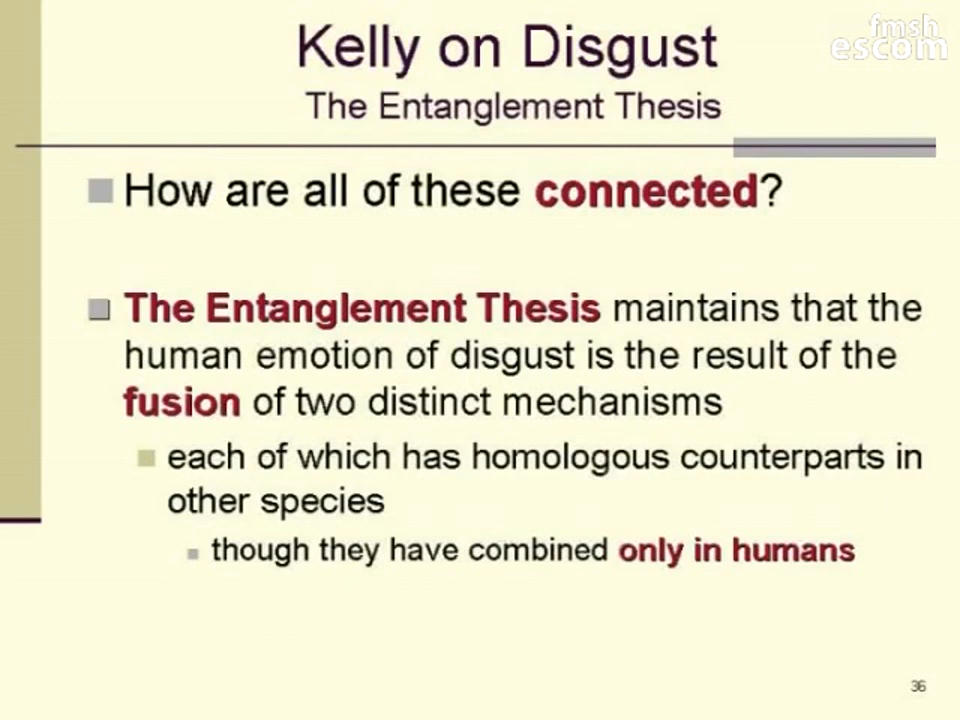 fmsh
escom
Kelly on Disgust
The Entanglement Thesis
How are all of these connected?
The Entanglement Thesis maintains that the
human emotion of disgust is the result of the
fusion of two distinct mechanisms
each of which has homologous counterparts in
other species
though they have combined only in humans
36